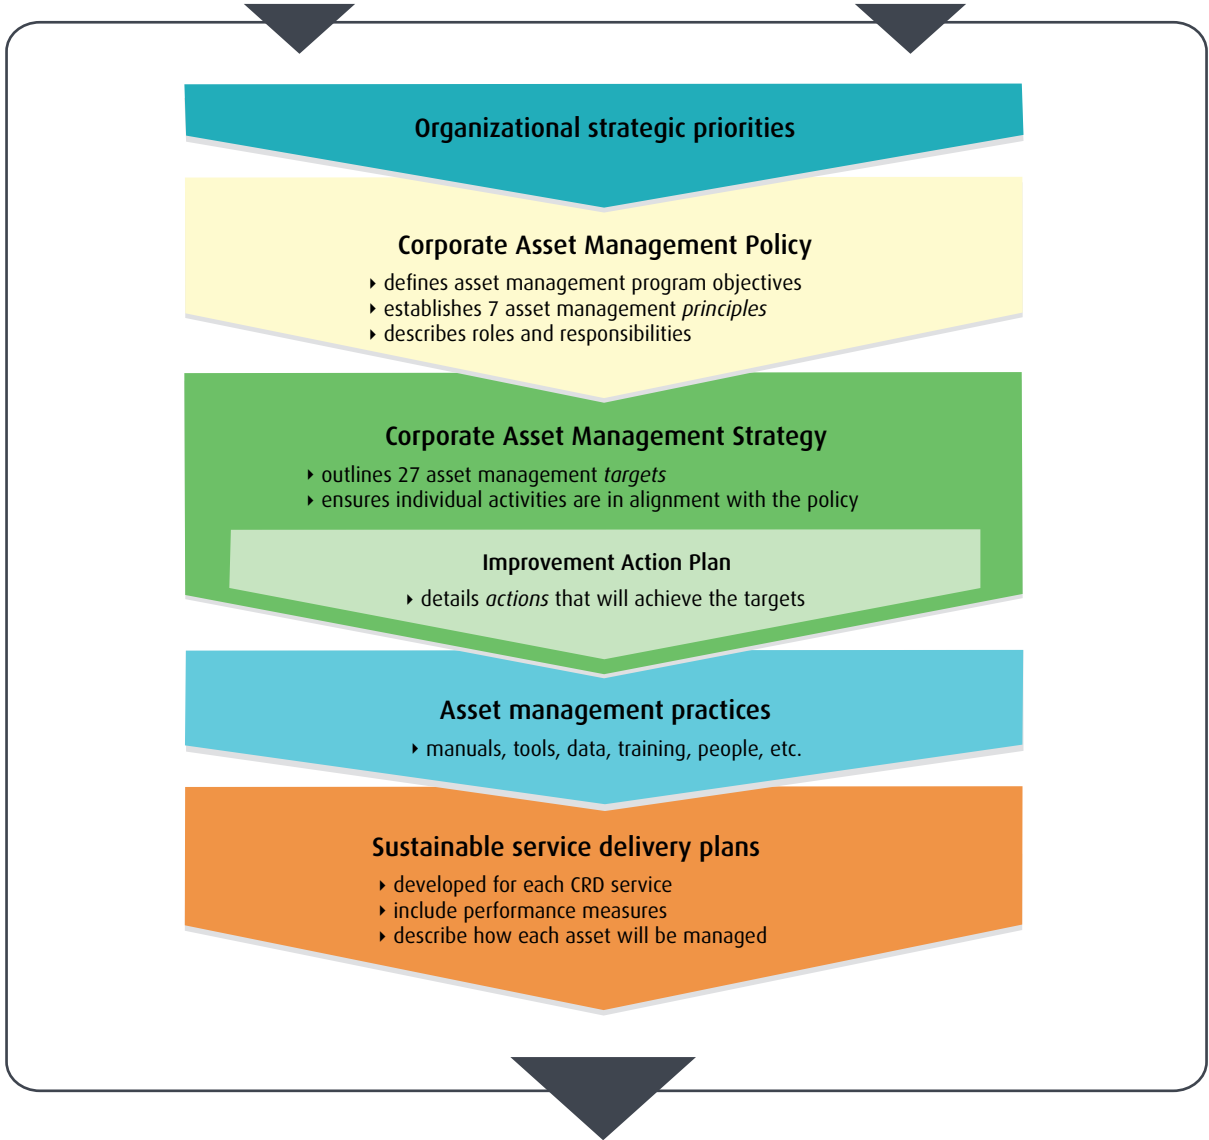 Organizational strategic priorities
Corporate Asset Management Policy
‣ defines asset management program objectives
‣ establishes 7 asset management principles
‣ describes roles and responsibilities
Corporate Asset Management Strategy
‣ outlines 27 asset management targets
‣ ensures individual activities are in alignment with the policy
Improvement Action Plan
‣ details actions that will achieve the targets
Asset management practices
‣ manuals, tools, data, training, people, etc.
Sustainable service delivery plans
‣ developed for each CRD service
‣ include performance measures
‣ describe how each asset will be managed